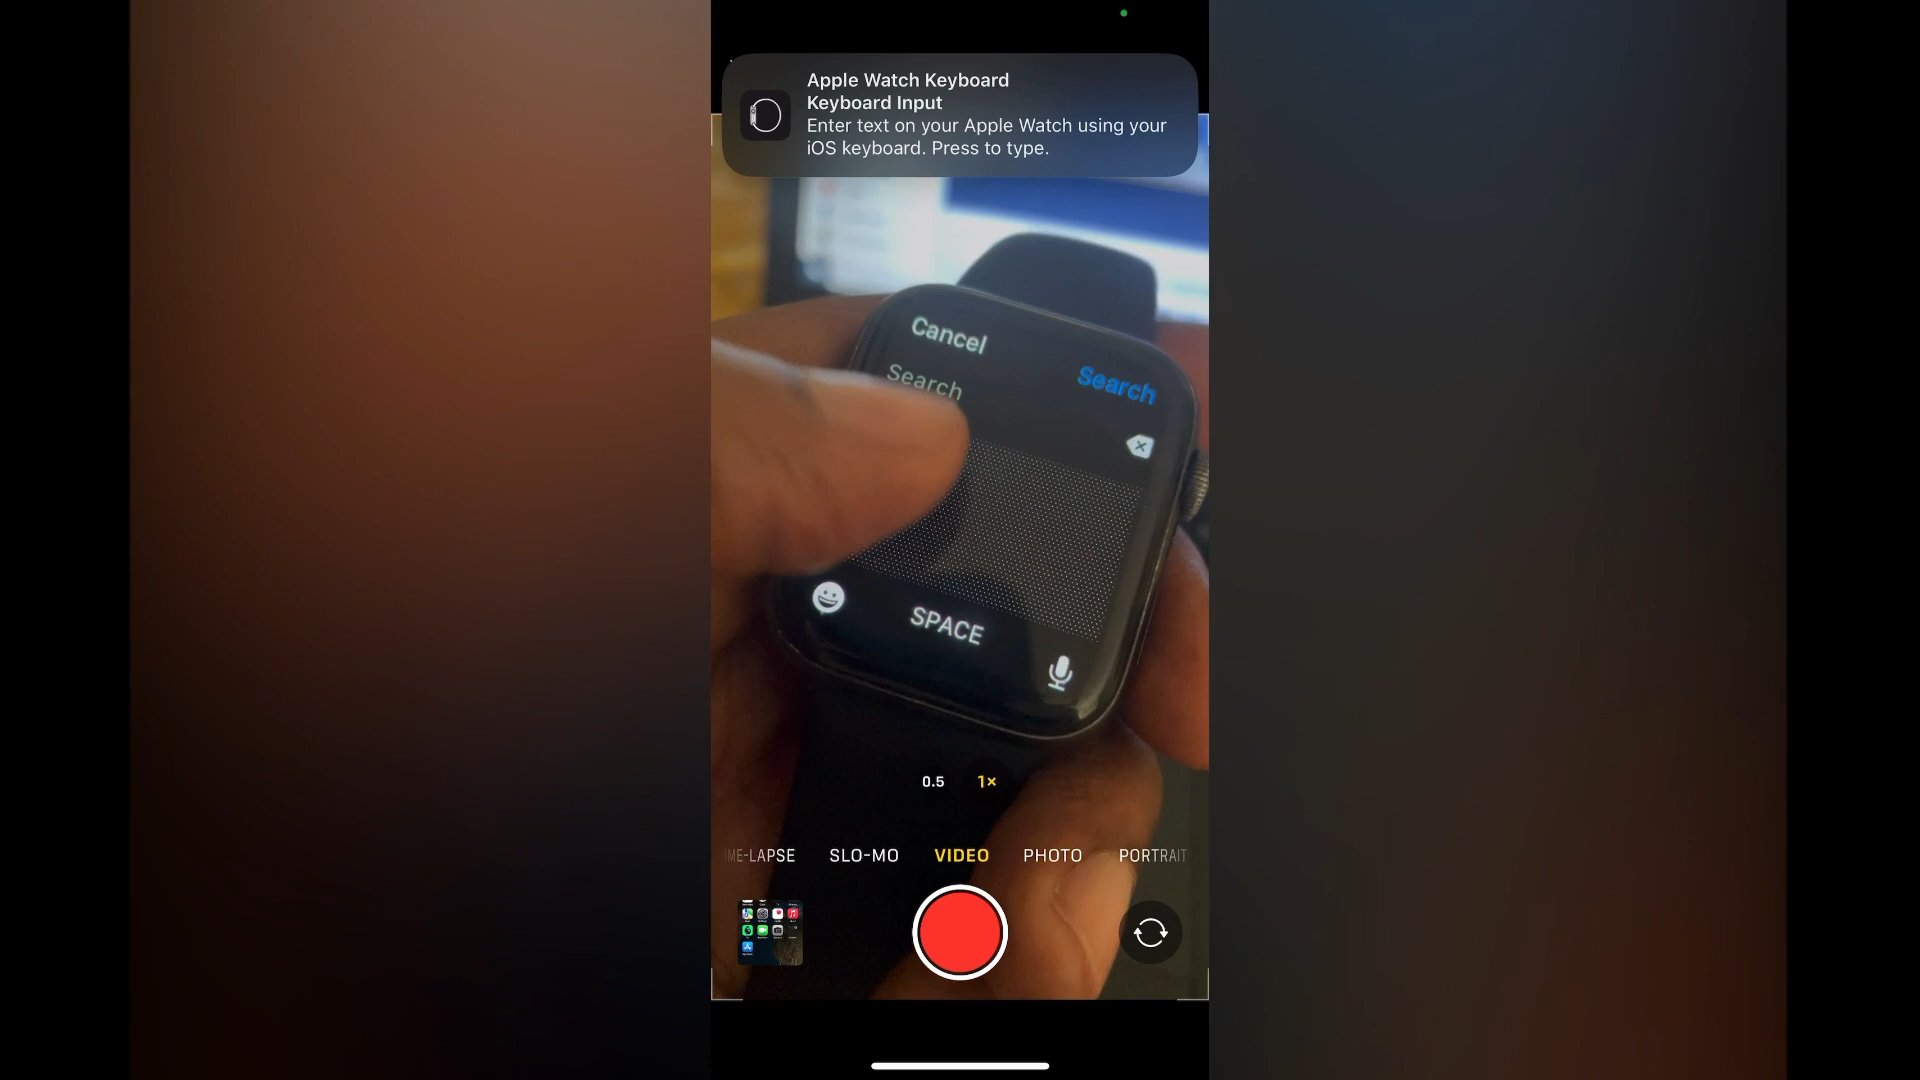 Apple Watch Keyboard
Keyboard Input
Enter text on your Apple Watch using your
iOS keyboard. Press to type.
Cancel
Search
Search
SPACE
0.5
1×
ME-LAPSE
SLO-MO
VIDEO
PHOTO
PORTRAIT